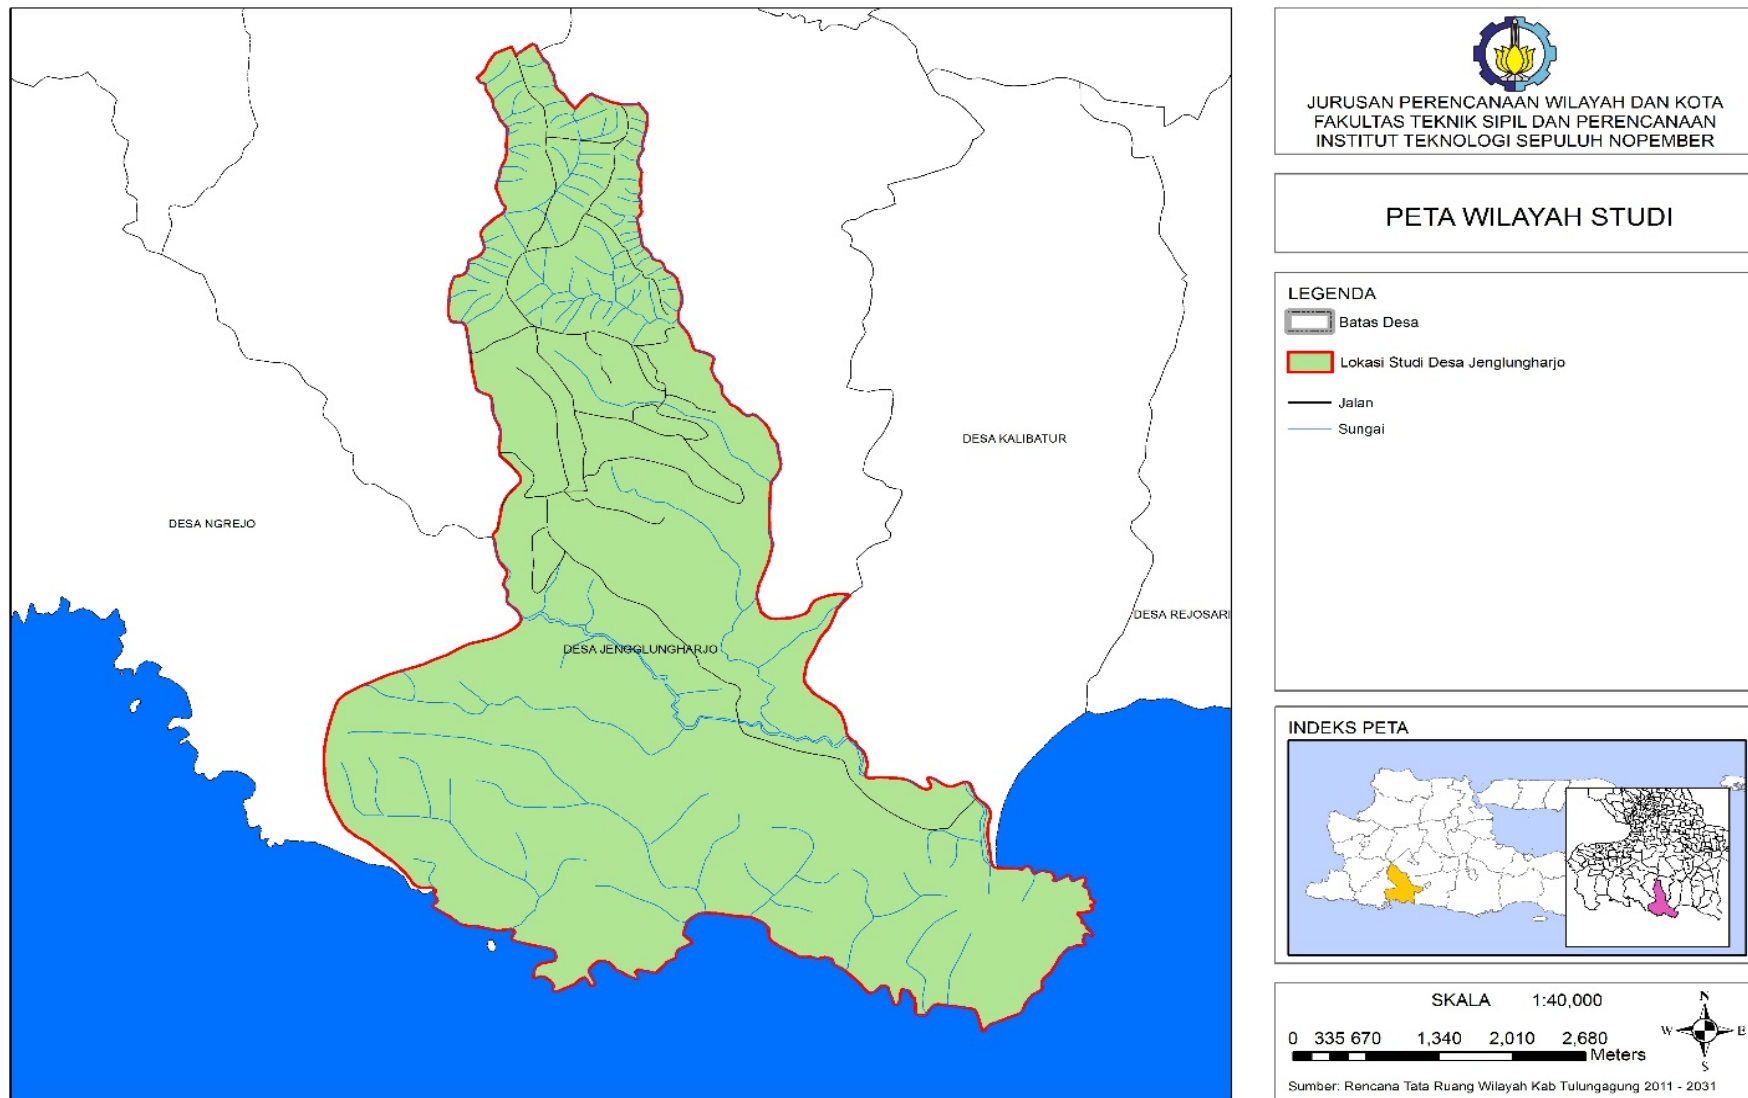 JURUSAN PERENCANAAN WILAYAH DAN KOTA
FAKULTAS TEKNIK SIPIL DAN PERENCANAAN
INSTITUT TEKNOLOGI SEPULUH NOPEMBER
PETA WILAYAH STUDI
LEGENDA
Batas Desa
Lokasi Studi Desa Jenglungharjo
Jalan
Sungai
DESA KALIBATUR
DESA NGREJO
DESA REJOSARI
DESA JENGGLUNGHARJO
INDEKS PETA
SKALA 1:40,000
N
W E
S
0 335 670 1,340 2,010 2,680
Meters
Sumber: Rencana Tata Ruang Wilayah Kab Tulungagung 2011 - 2031